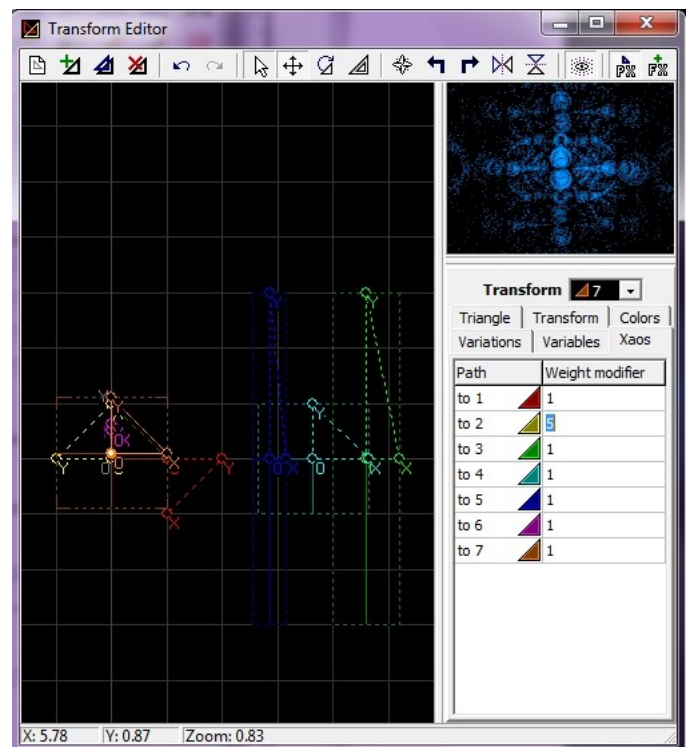 Transform Editor
Transform 7
Triangle Transform Colors
Variations Variables Xaos
Path Weight modifier
to 1 1
to 2 5
to 3 1
to 4 1
to 5 1
to 6 1
to 7 1
Y
Y
Y
Y
O X
Y O O X O Y O X O X X
X
X: 5.78 Y: 0.87 Zoom: 0.83